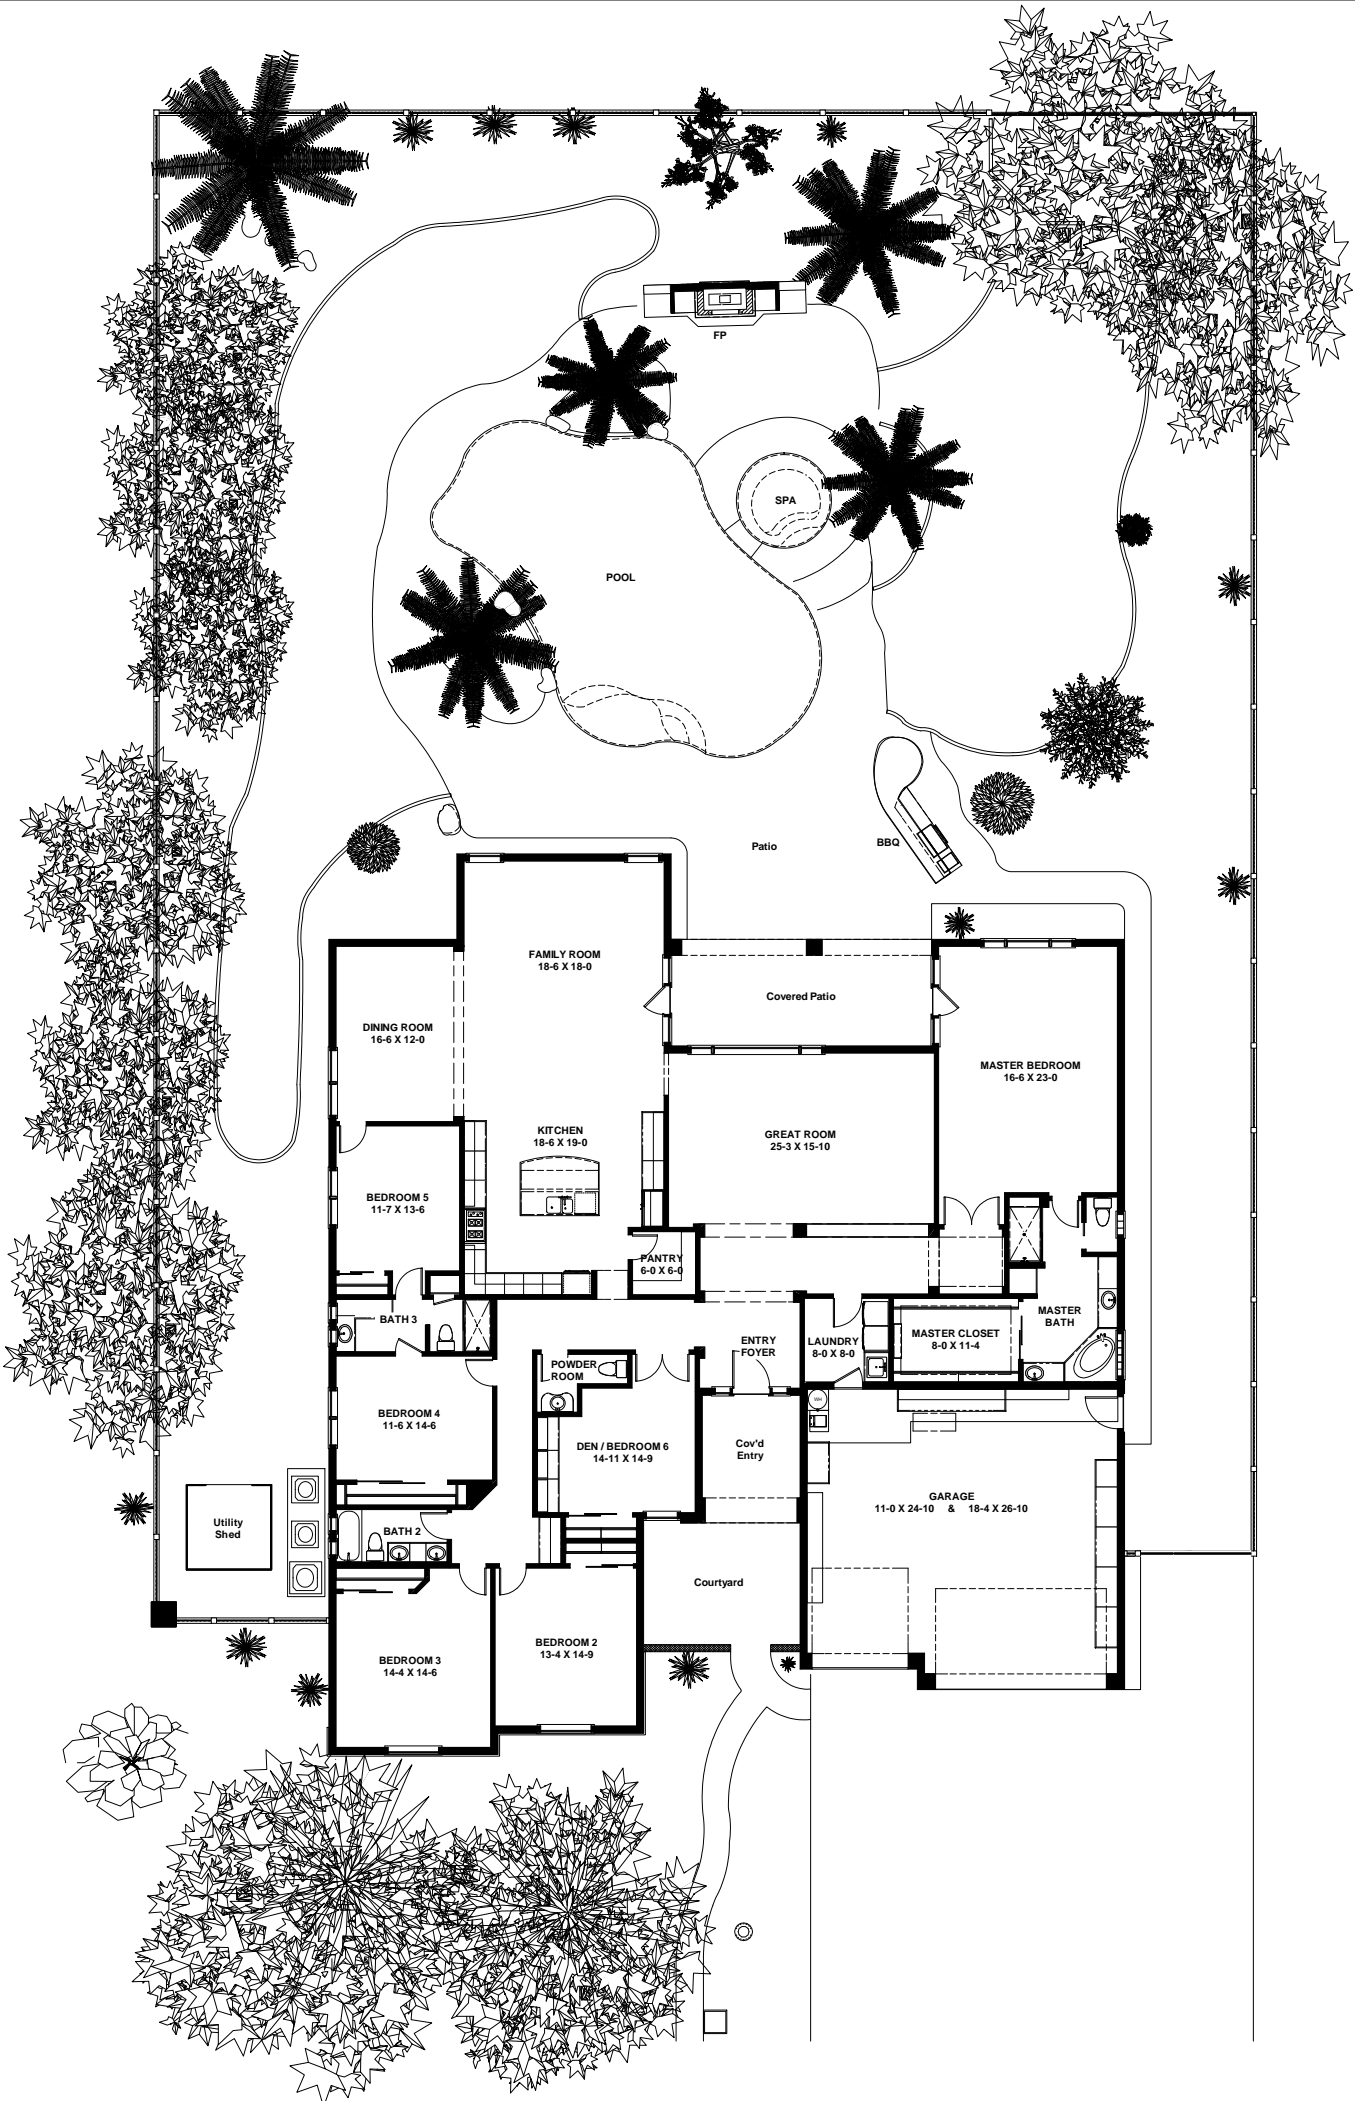 FP
SPA
POOL
Patio
BBQ
FAMILY ROOM
18-6 X 18-0
Covered Patio
DINING ROOM
16-6 X 12-0
MASTER BEDROOM
16-6 X 23-0
KITCHEN
18-6 X 19-0
GREAT ROOM
25-3 X 15-10
BEDROOM 5
11-7 X 13-6
PANTRY
6-0 X 6-0
BATH 3
MASTER
BATH
ENTRY
FOYER
LAUNDRY
8-0 X 8-0
MASTER CLOSET
8-0 X 11-4
POWDER
ROOM
WH
BEDROOM 4
11-6 X 14-6
DEN / BEDROOM 6
14-11 X 14-9
Cov'd
Entry
GARAGE
11-0 X 24-10 & 18-4 X 26-10
Utility
Shed
BATH 2
Courtyard
BEDROOM 2
13-4 X 14-9
BEDROOM 3
14-4 X 14-6